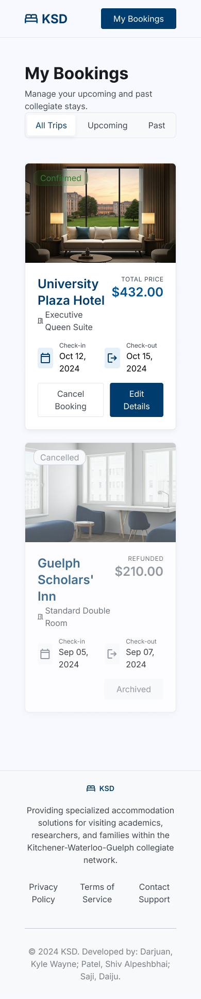 KSD
My Bookings
My Bookings
Manage your upcoming and past
collegiate stays.
All Trips
Upcoming
Past
Confirmed
University
Plaza Hotel
TOTAL PRICE
$432.00
Executive
Queen Suite
Check-in
Oct 12,
2024
Check-out
Oct 15,
2024
Cancel
Booking
Edit
Details
Cancelled
Guelph
Scholars'
Inn
REFUNDED
$210.00
Standard Double
Room
Check-in
Sep 05,
2024
Check-out
Sep 07,
2024
Archived
KSD
Providing specialized accommodation
solutions for visiting academics,
researchers, and families within the
Kitchener-Waterloo-Guelph collegiate
network.
Privacy
Policy
Terms of
Service
Contact
Support
© 2024 KSD. Developed by: Darjuan,
Kyle Wayne; Patel, Shiv Alpeshbhai;
Saji, Daiju.